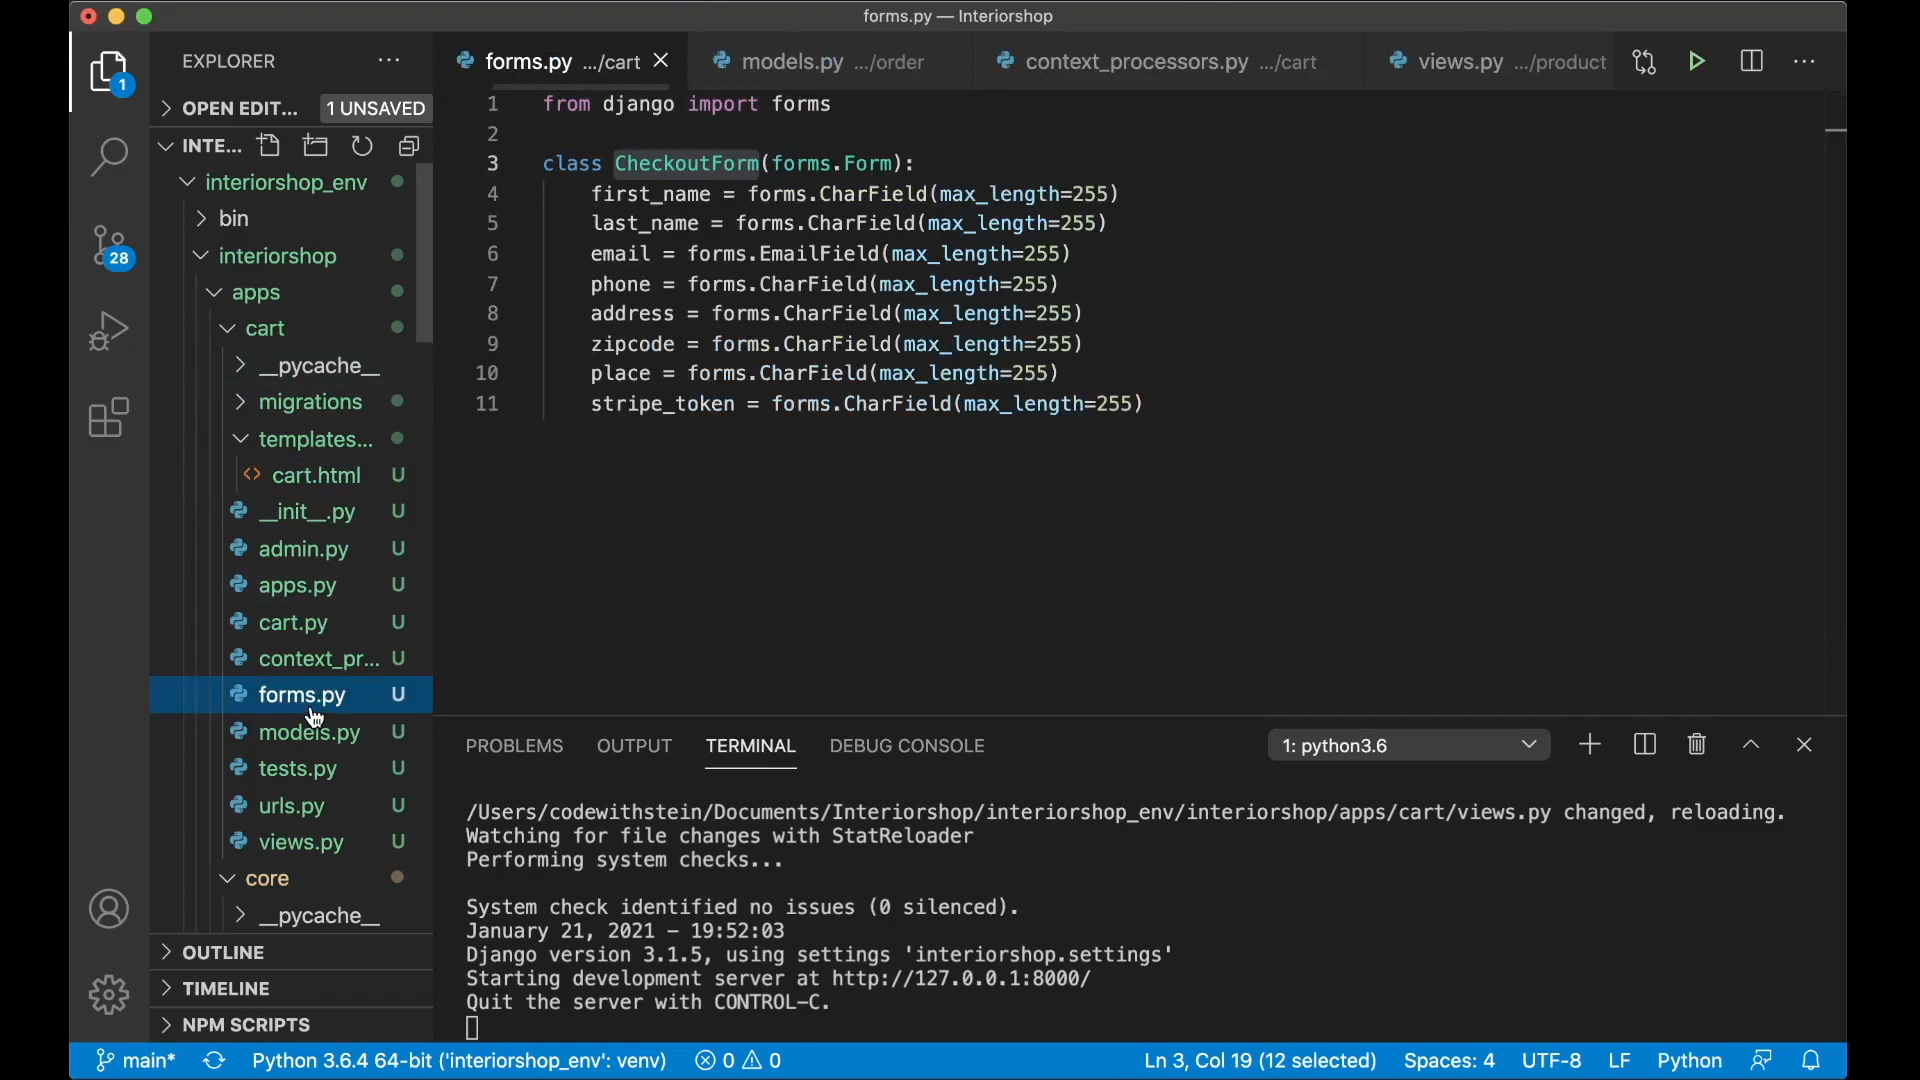 forms.py — Interiorshop
EXPLORER
forms.py .../cart
models.py .../order
context_processors.py .../cart
views.py .../product
1
OPEN EDIT... 1 UNSAVED
INTE...
interiorshop_env
bin
interiorshop
28
apps
cart
__pycache__
migrations
templates...
cart.html U
__init__.py U
admin.py U
apps.py U
cart.py U
context_pr... U
forms.py U
models.py U
tests.py U
urls.py U
views.py U
core
__pycache__
OUTLINE
TIMELINE
NPM SCRIPTS
1 from django import forms
2
3 class CheckoutForm(forms.Form):
4 first_name = forms.CharField(max_length=255)
5 last_name = forms.CharField(max_length=255)
6 email = forms.EmailField(max_length=255)
7 phone = forms.CharField(max_length=255)
8 address = forms.CharField(max_length=255)
9 zipcode = forms.CharField(max_length=255)
10 place = forms.CharField(max_length=255)
11 stripe_token = forms.CharField(max_length=255)
PROBLEMS OUTPUT TERMINAL DEBUG CONSOLE
1: python3.6
/Users/codewithstein/Documents/Interiorshop/interiorshop_env/interiorshop/apps/cart/views.py changed, reloading.
Watching for file changes with StatReloader
Performing system checks...
System check identified no issues (0 silenced).
January 21, 2021 - 19:52:03
Django version 3.1.5, using settings 'interiorshop.settings'
Starting development server at http://127.0.0.1:8000/
Quit the server with CONTROL-C.
main* Python 3.6.4 64-bit ('interiorshop_env': venv) 0 0 Ln 3, Col 19 (12 selected) Spaces: 4 UTF-8 LF Python